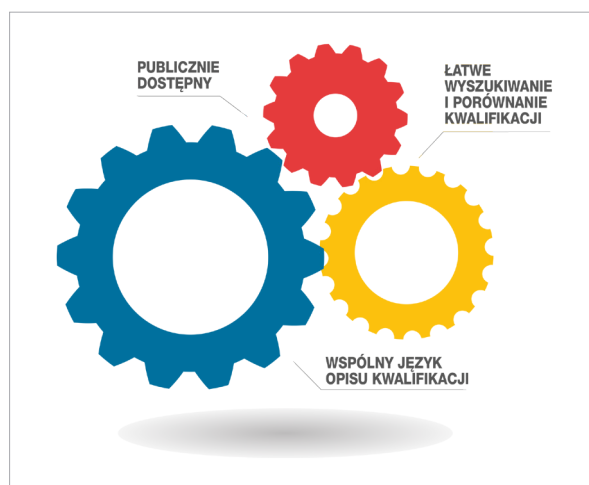 PUBLICZNIE
DOSTĘPNY
ŁATWE
WYSZUKIWANIE
I PORÓWNANIE
KWALIFIKACJI
WSPÓLNY JĘZYK
OPISU KWALIFIKACJI